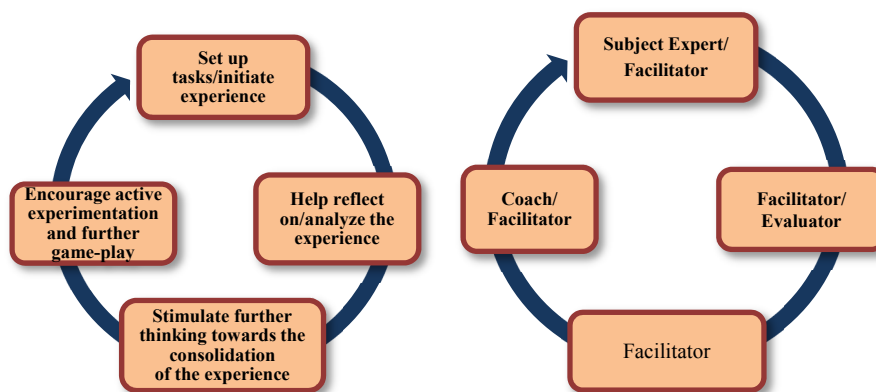 Set up
tasks/initiate
experience
Help reflect
on/analyze the
experience
Stimulate further
thinking towards the
consolidation
of the experience
Encourage active
experimentation
and further
game-play
Subject Expert/
Facilitator
Facilitator/
Evaluator
Facilitator
Coach/
Facilitator